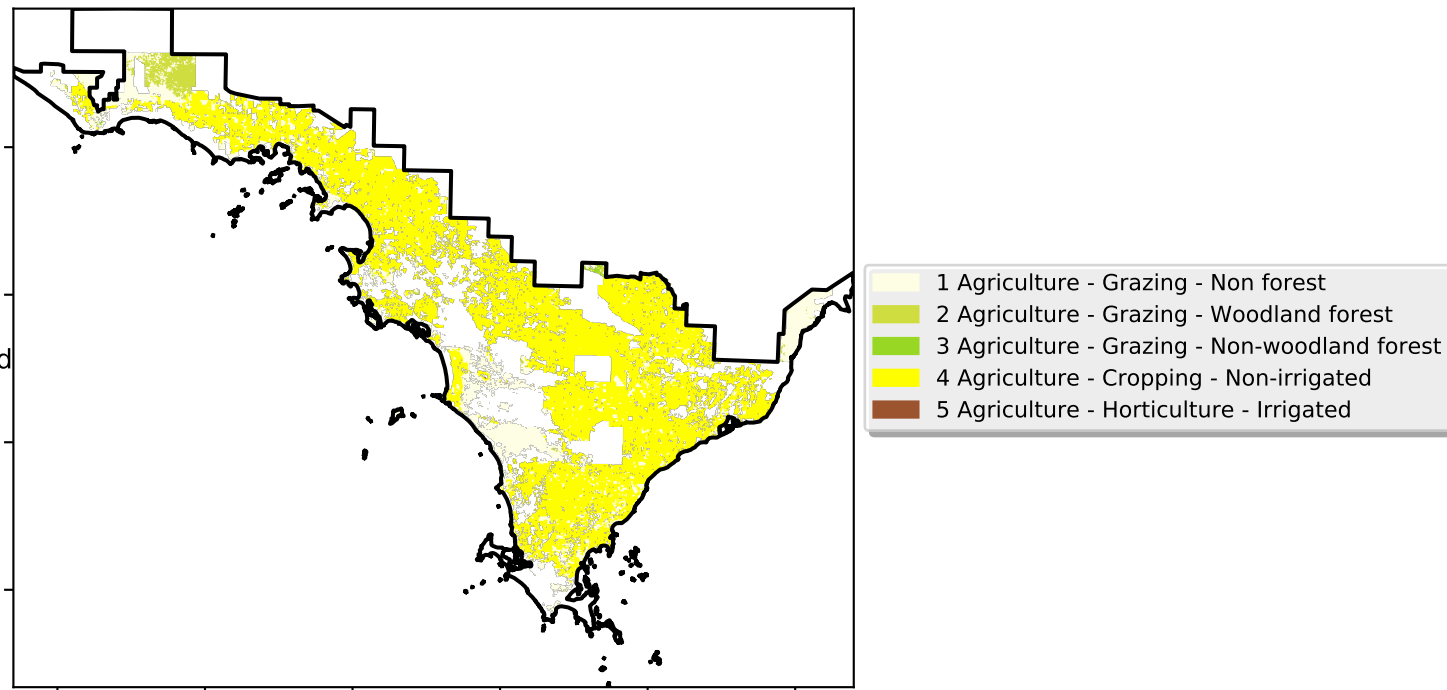 d
1 Agriculture - Grazing - Non forest
2 Agriculture - Grazing - Woodland forest
3 Agriculture - Grazing - Non-woodland forest
4 Agriculture - Cropping - Non-irrigated
5 Agriculture - Horticulture - Irrigated